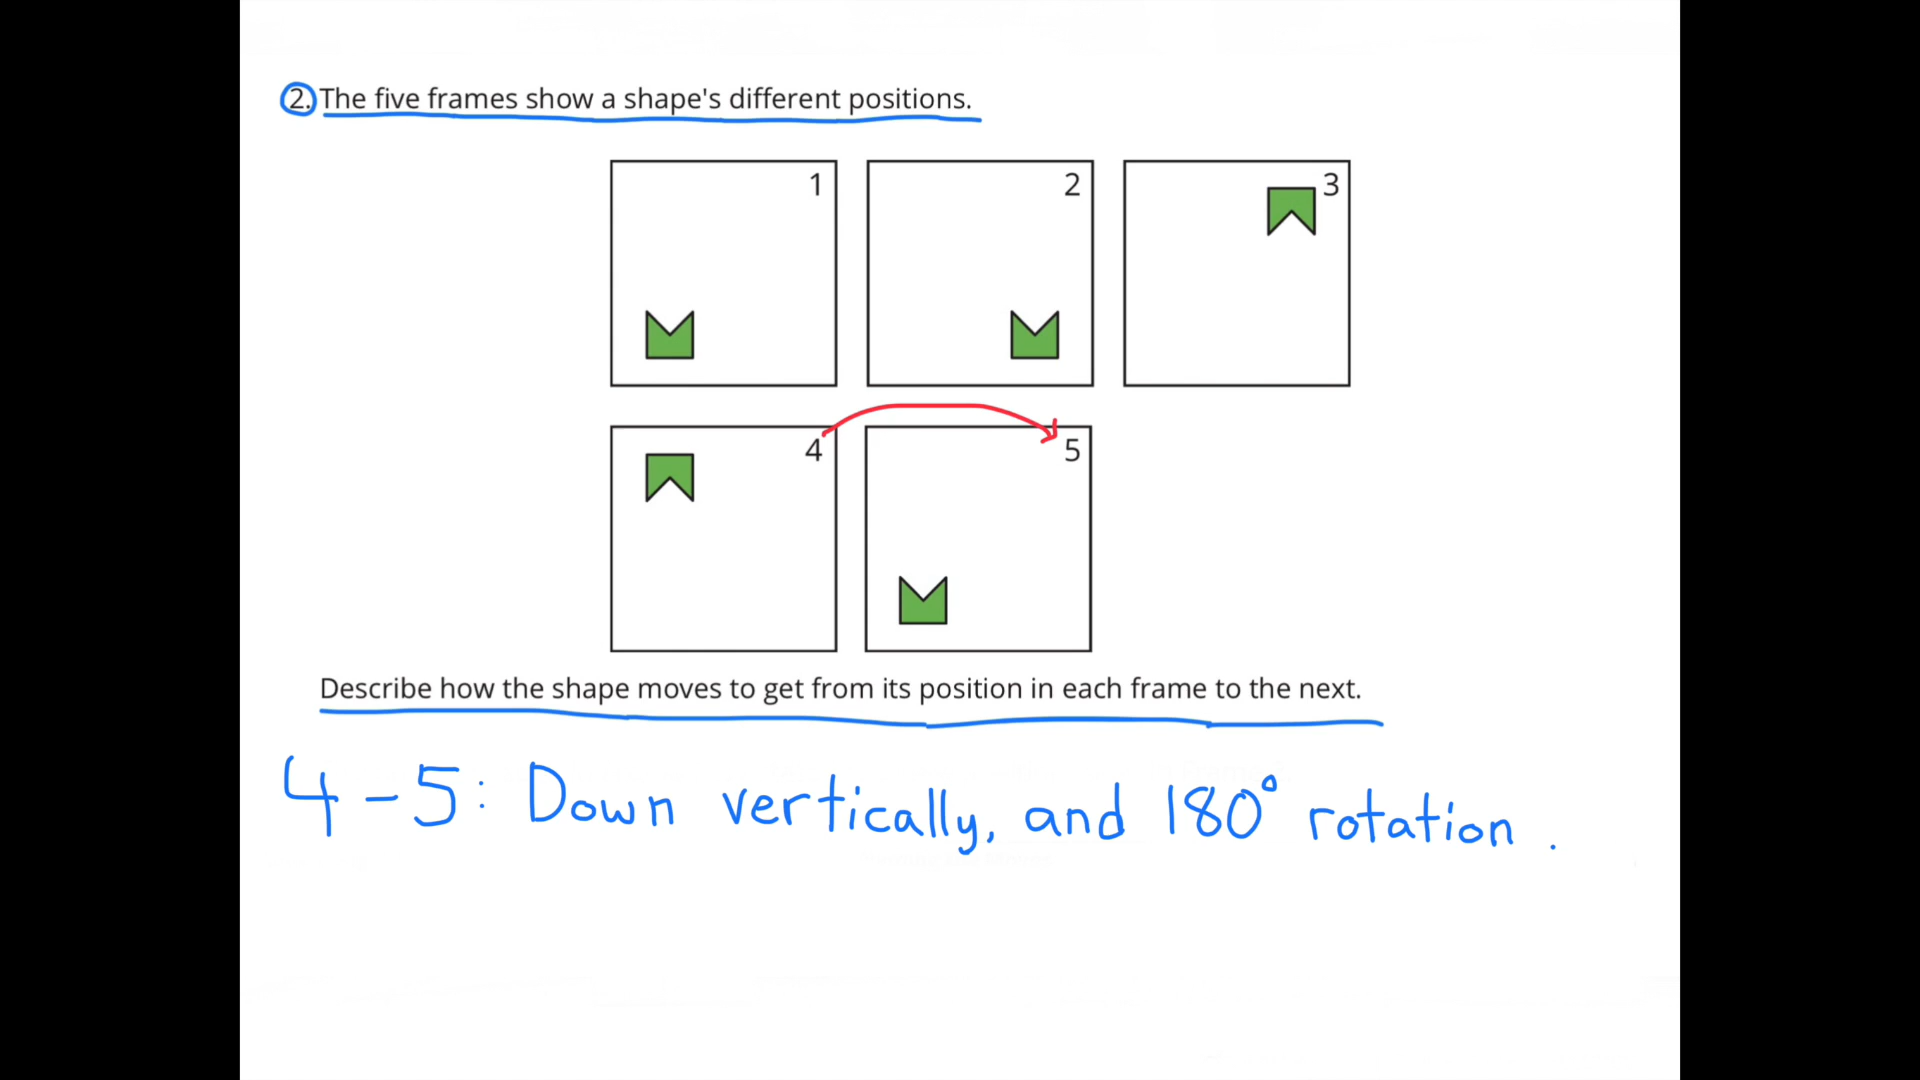 2. The five frames show a shape's different positions.
1
2
3
4
5
Describe how the shape moves to get from its position in each frame to the next.
4-5: Down vertically, and 180° rotation.